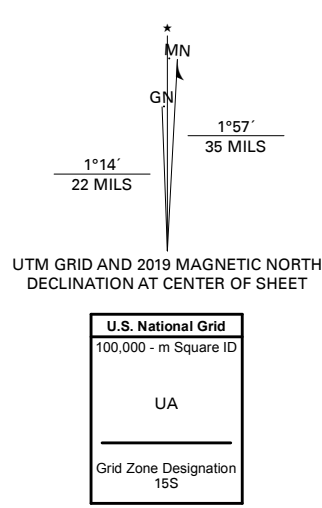 ★
MN
GN
1°57´
35 MILS
1°14´
22 MILS
UTM GRID AND 2019 MAGNETIC NORTH
DECLINATION AT CENTER OF SHEET
U.S. National Grid
100,000 - m Square ID
UA
Grid Zone Designation
15S